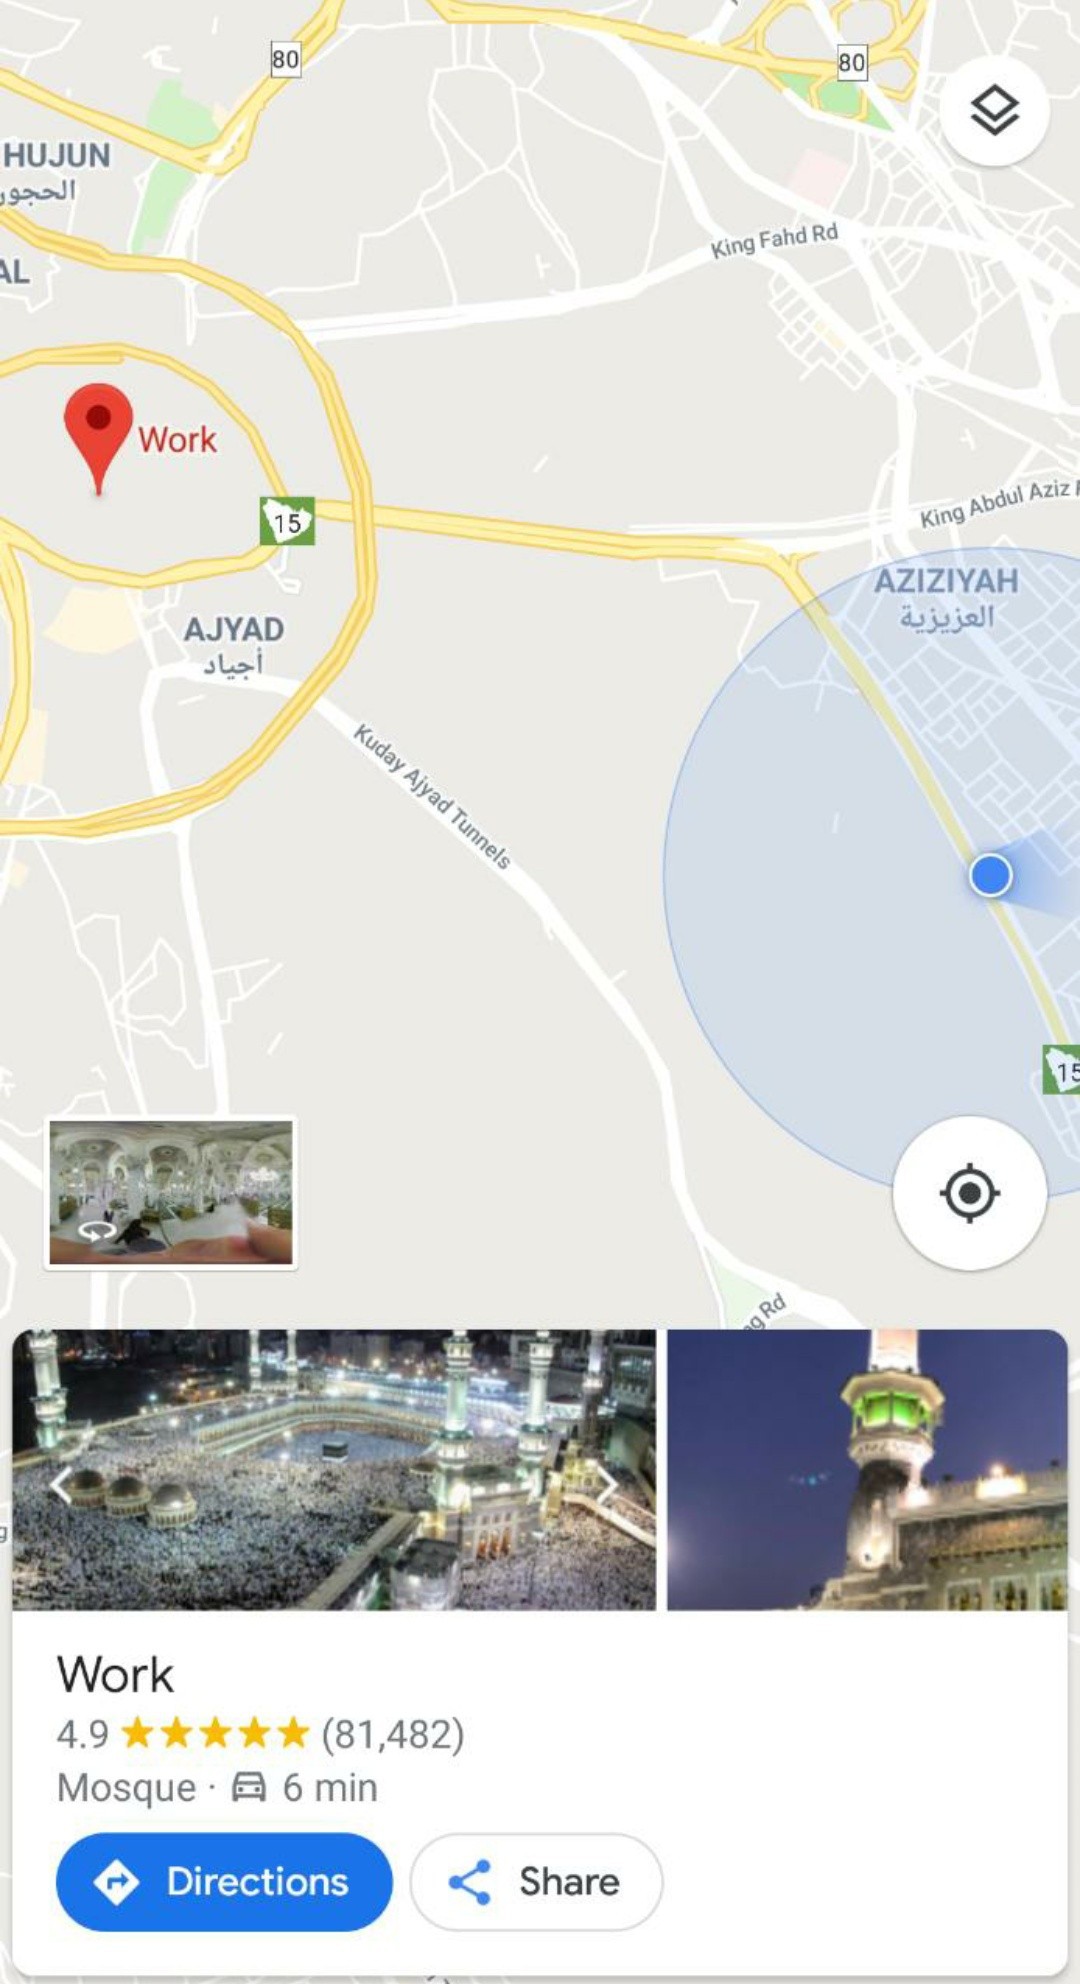 80
80
HUJUN
الحجور
AL
King Fahd Rd
Work
15
King Abdul Aziz
AZIZIYAH
العزيزية
AJYAD
أجياد
Kuday Ajyad Tunnels
15
Rd
Work
4.9 ★★★★★ (81,482)
Mosque · 6 min
Directions
Share